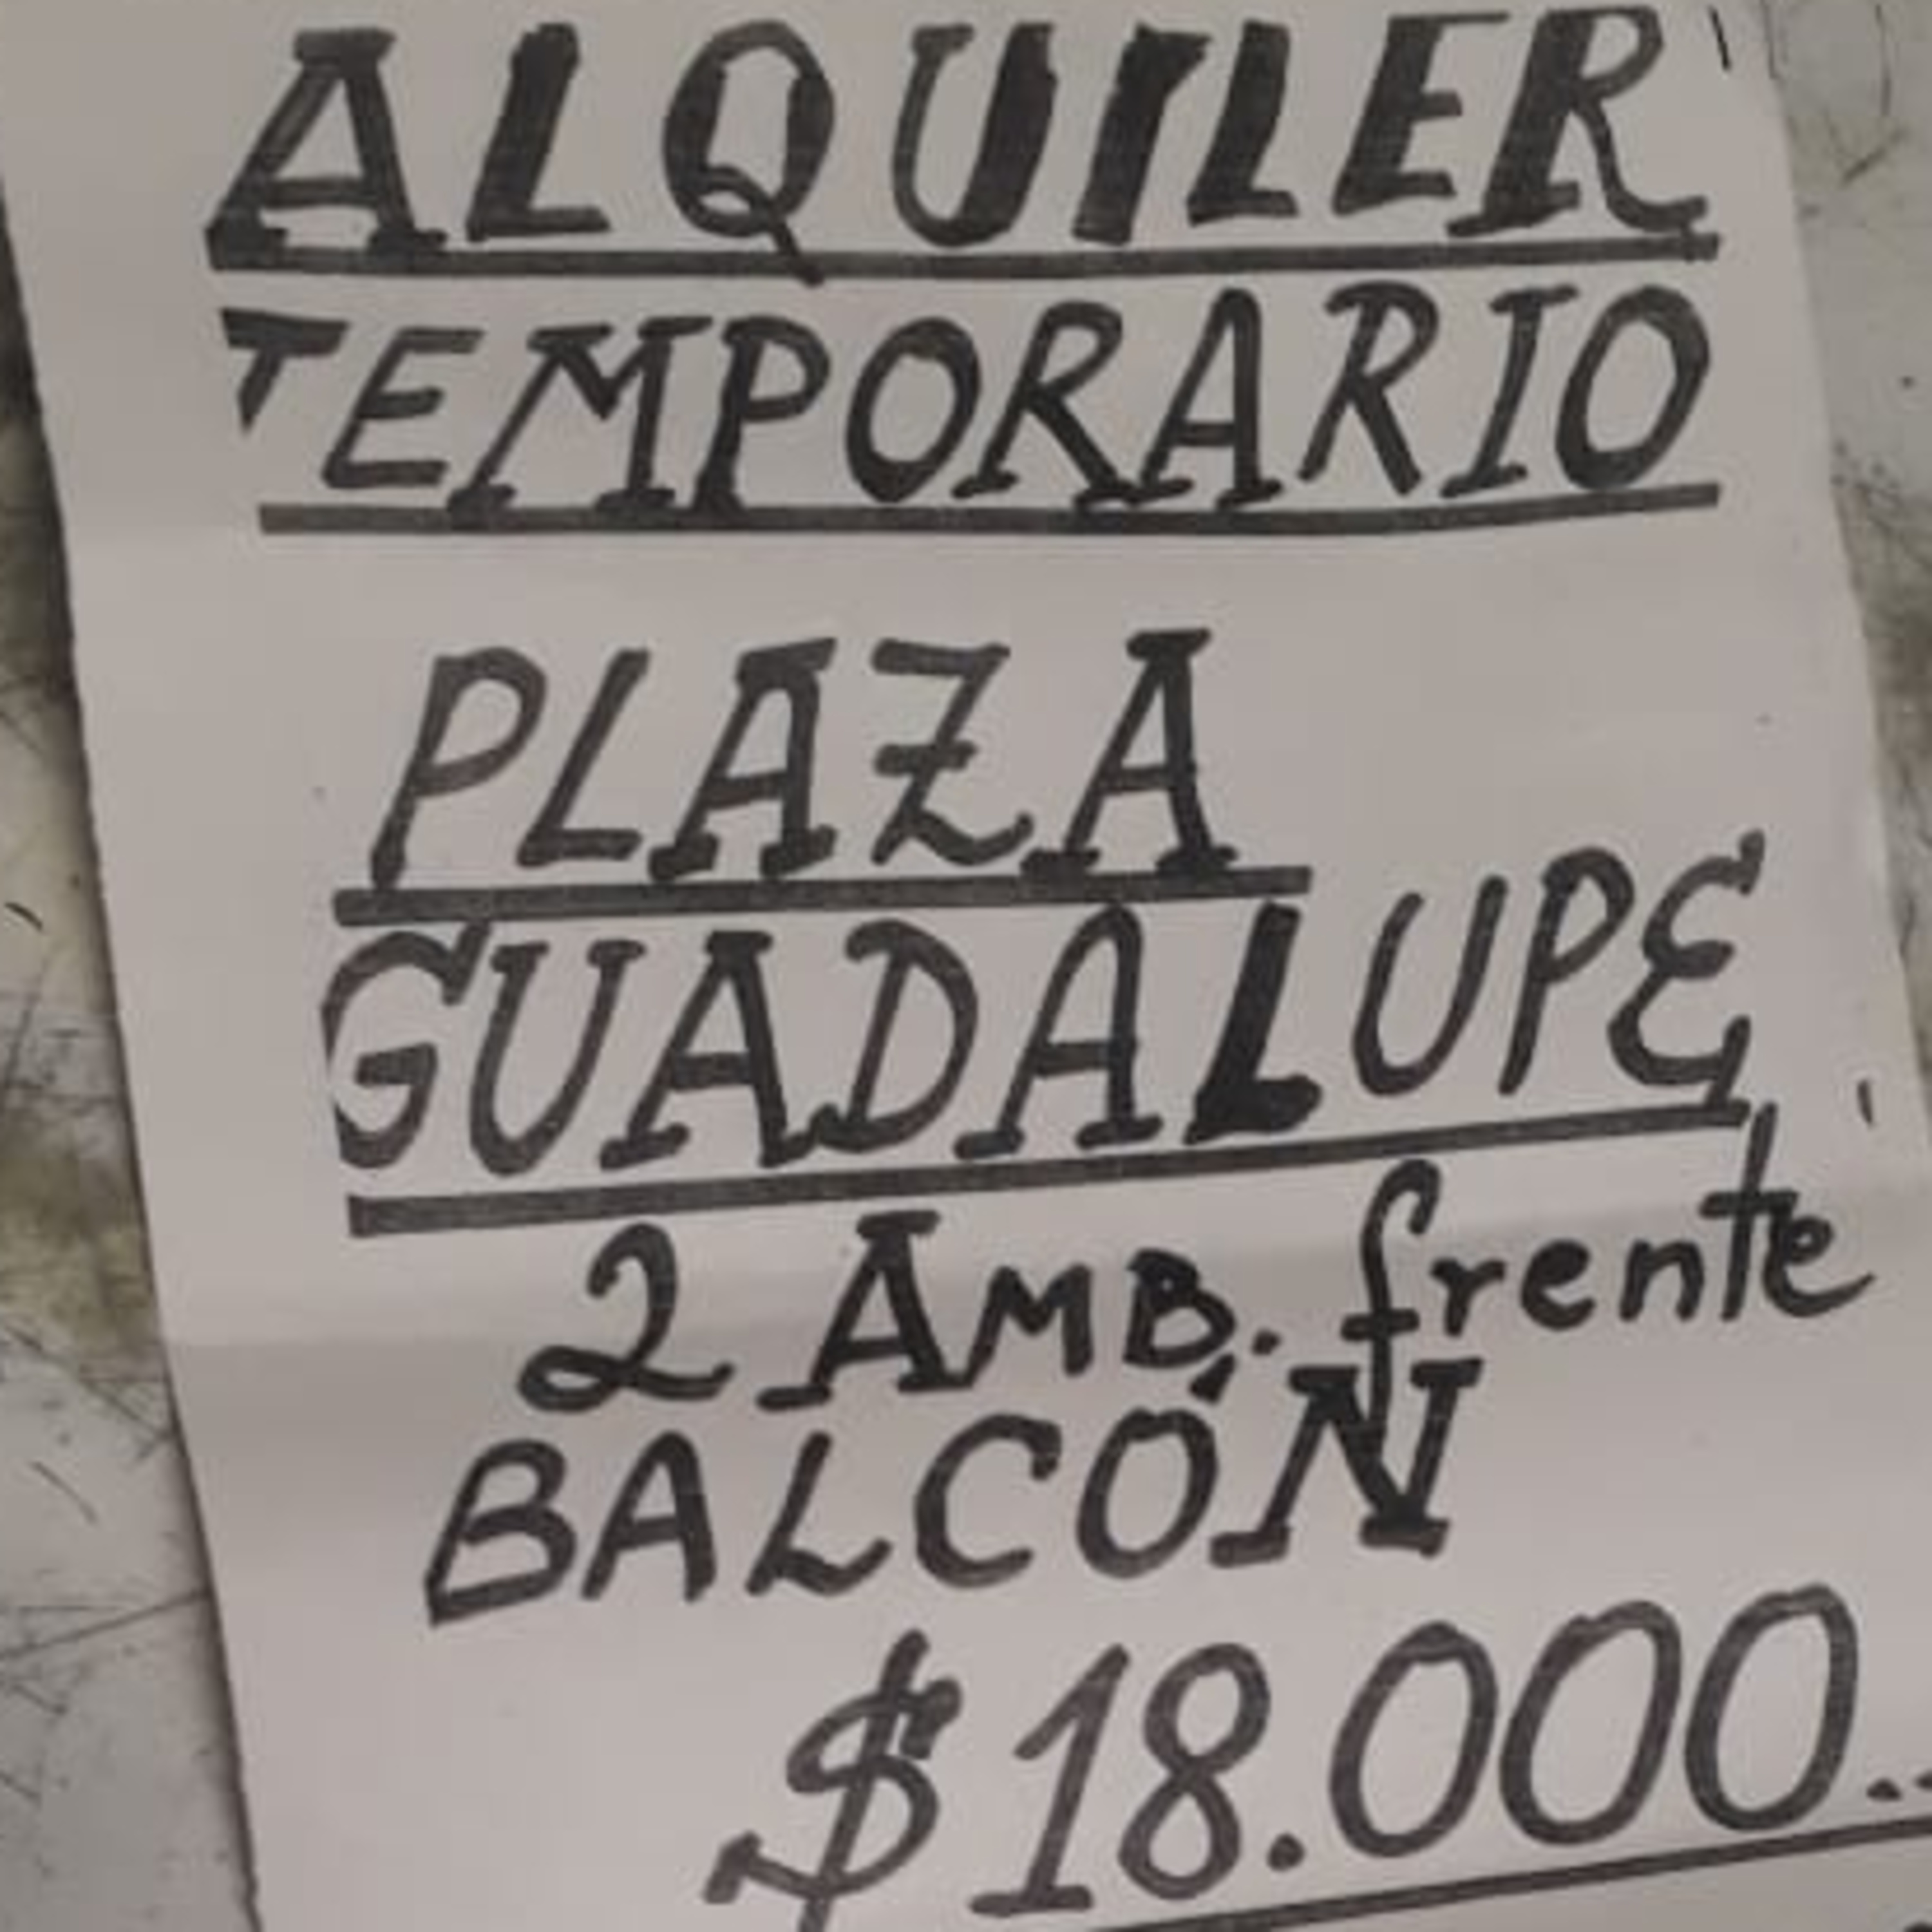 ALQUILER
TEMPORARIO
PLAZA
GUADALUPE
2 AMB. frente
BALCÓN
$18.000..